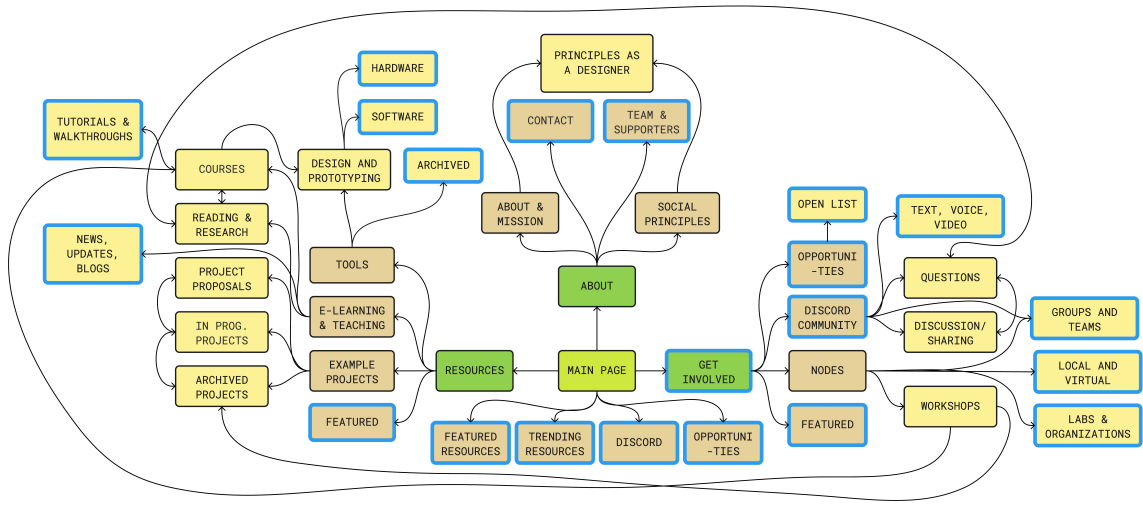 PRINCIPLES AS
A DESIGNER
HARDWARE
SOFTWARE
TUTORIALS &
WALKTHROUGHS
CONTACT
TEAM &
SUPPORTERS
COURSES
DESIGN AND
PROTOTYPING
ARCHIVED
READING &
RESEARCH
ABOUT &
MISSION
SOCIAL
PRINCIPLES
OPEN LIST
TEXT, VOICE,
VIDEO
NEWS,
UPDATES,
BLOGS
TOOLS
OPPORTUNI
-TIES
PROJECT
PROPOSALS
ABOUT
QUESTIONS
E-LEARNING
& TEACHING
DISCORD
COMMUNITY
IN PROG.
PROJECTS
DISCUSSION/
SHARING
GROUPS AND
TEAMS
EXAMPLE
PROJECTS
RESOURCES
MAIN PAGE
GET
INVOLVED
NODES
LOCAL AND
VIRTUAL
ARCHIVED
PROJECTS
WORKSHOPS
FEATURED
FEATURED
RESOURCES
TRENDING
RESOURCES
DISCORD
OPPORTUNI
-TIES
FEATURED
LABS &
ORGANIZATIONS